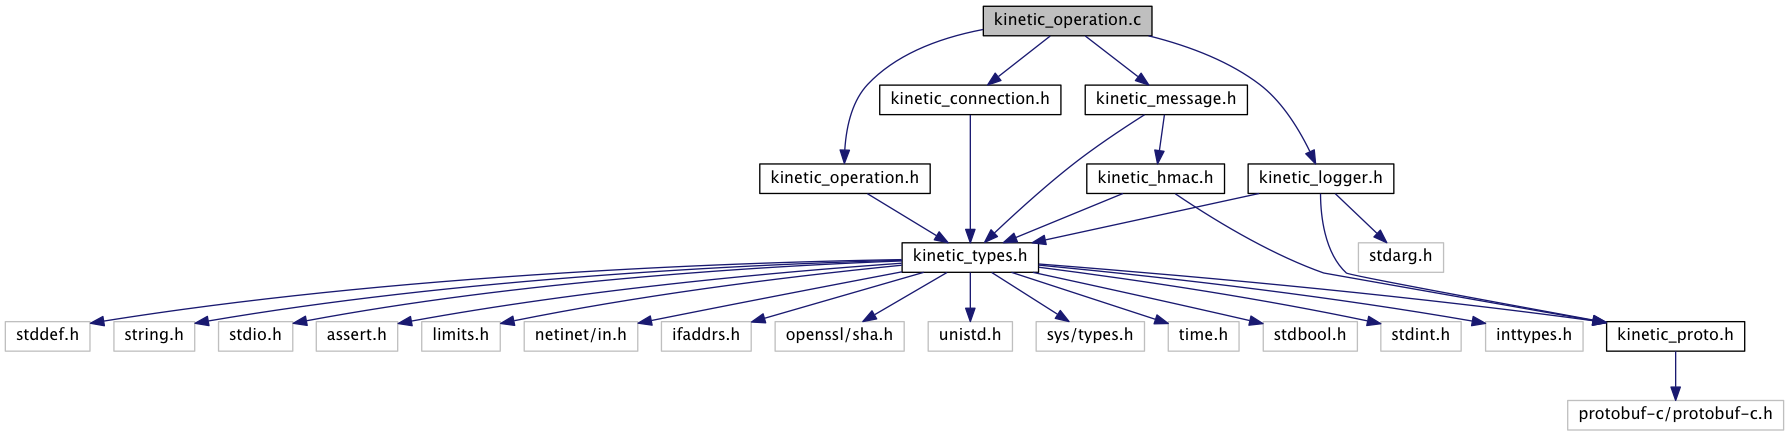 kinetic_operation.c
kinetic_connection.h
kinetic_message.h
kinetic_operation.h
kinetic_hmac.h
kinetic_logger.h
kinetic_types.h
stdarg.h
stddef.h
string.h
stdio.h
assert.h
limits.h
netinet/in.h
ifaddrs.h
openssl/sha.h
unistd.h
sys/types.h
time.h
stdbool.h
stdint.h
inttypes.h
kinetic_proto.h
protobuf-c/protobuf-c.h